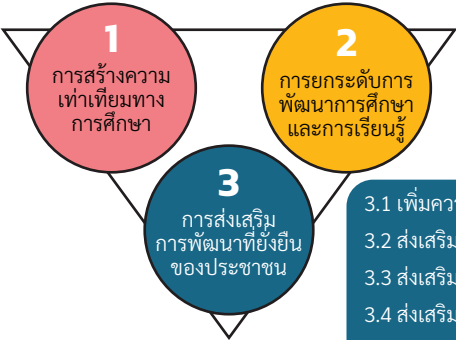 1
การสร้างความ
เท่าเทียมทาง
การศึกษา
2
การยกระดับการ
พัฒนาการศึกษา
และการเรียนรู้
3
การส่งเสริม
การพัฒนาที่ยั่งยืน
ของประชาชน
3.1 เพิ่มควา
3.2 ส่งเสริม
3.3 ส่งเสริม
3.4 ส่งเสริม